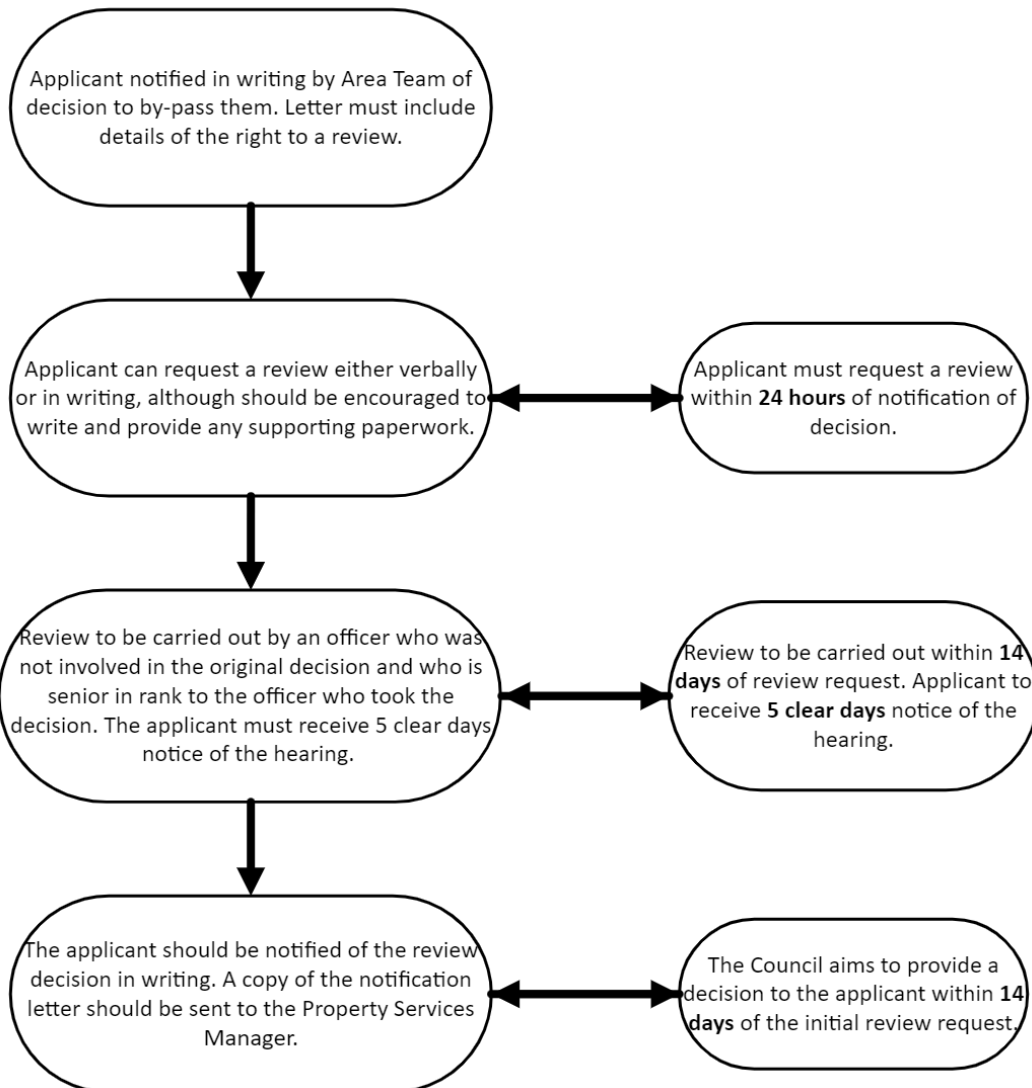 Applicant notified in writing by Area Team of
decision to by-pass them. Letter must include
details of the right to a review.
Applicant can request a review either verbally
or in writing, although should be encouraged to
write and provide any supporting paperwork.
Applicant must request a review
within 24 hours of notification of
decision.
Review to be carried out by an officer who was
not involved in the original decision and who is
senior in rank to the officer who took the
decision. The applicant must receive 5 clear days
notice of the hearing.
Review to be carried out within 14
days of review request. Applicant to
receive 5 clear days notice of the
hearing.
The applicant should be notified of the review
decision in writing. A copy of the notification
letter should be sent to the Property Services
Manager.
The Council aims to provide a
decision to the applicant within 14
days of the initial review request.